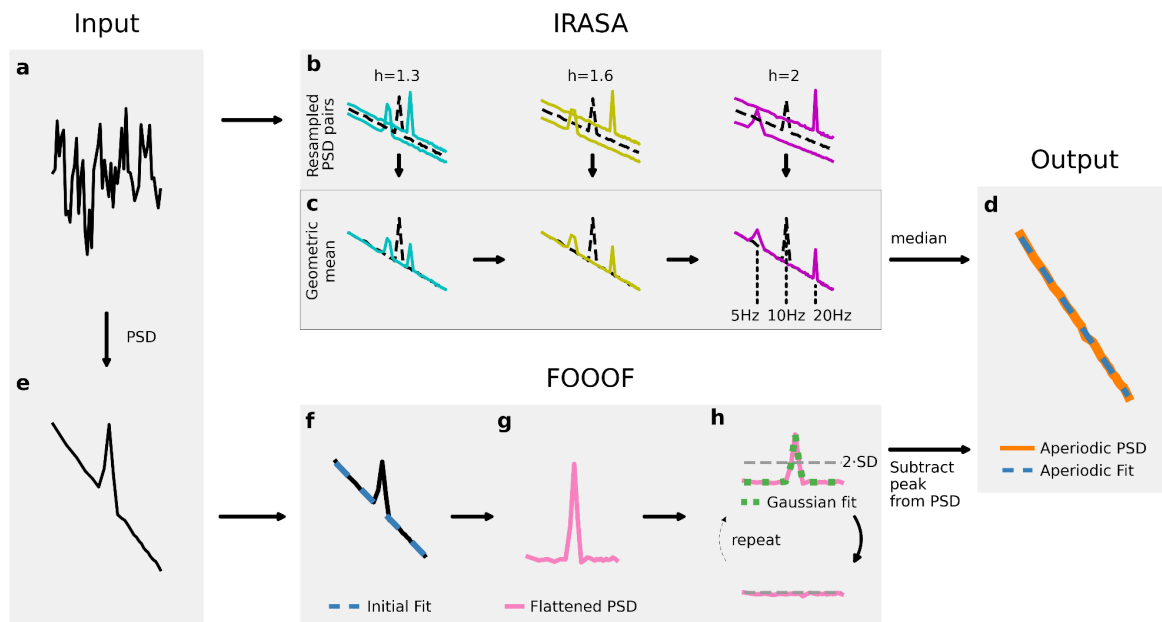 Input
IRASA
a
b
h=1.3
h=1.6
h=2
Resampled
PSD pairs
c
Geometric
mean
5Hz
10Hz
20Hz
median
Output
d
Aperiodic PSD
Aperiodic Fit
PSD
e
FOOOF
f
Initial Fit
g
Flattened PSD
h
2·SD
Gaussian fit
repeat
Subtract
peak
from PSD